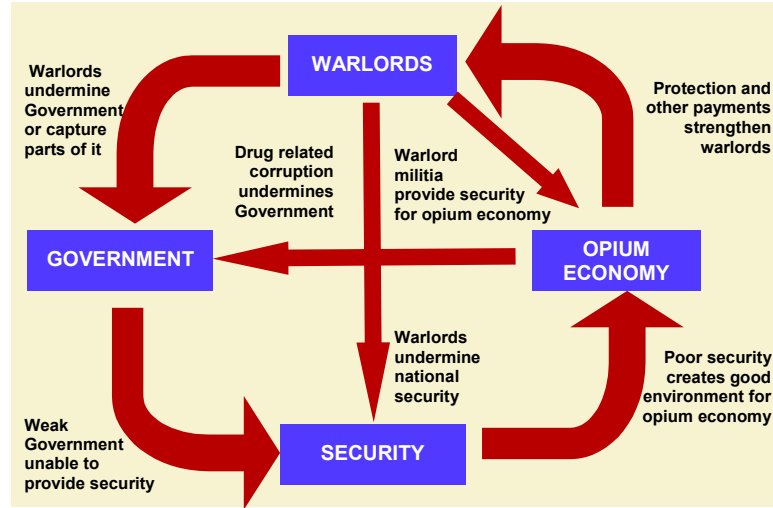 WARLORDS
Warlords
undermine
Government
or capture
parts of it
Protection and
other payments
strengthen
warlords
Drug related
corruption
undermines
Government
Warlord
militia
provide security
for opium economy
GOVERNMENT
OPIUM
ECONOMY
Warlords
undermine
national
security
Poor security
creates good
environment for
opium economy
Weak
Government
unable to
provide security
SECURITY